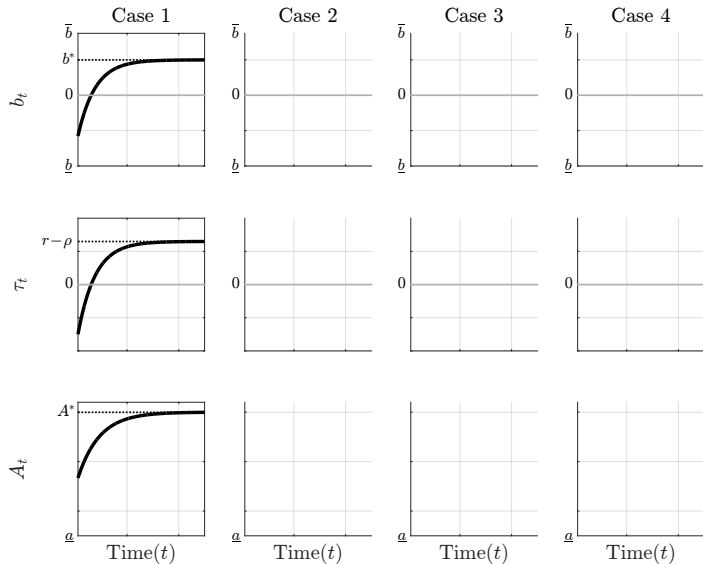 Case 1 Case 2 Case 3 Case 4
b̅ b̅ b̅ b̅
b*
0 0 0 0
b_t
b̲ b̲ b̲ b̲
r−ρ
0 0 0 0
τ_t
A*
A_t
a̲ a̲ a̲ a̲
Time(t) Time(t) Time(t) Time(t)